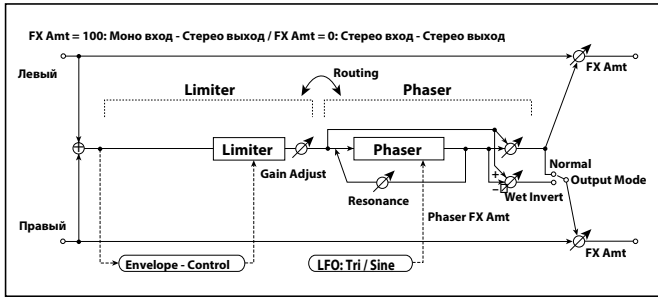 FX Amt = 100: Моно вход - Стерео выход / FX Amt = 0: Стерео вход - Стерео выход
Левый
FX Amt
Routing
Limiter
Phaser
Limiter
Phaser
Gain Adjust
Normal
Output Mode
+
–
Wet Invert
Resonance
Phaser FX Amt
Правый
FX Amt
Envelope - Control
LFO: Tri / Sine